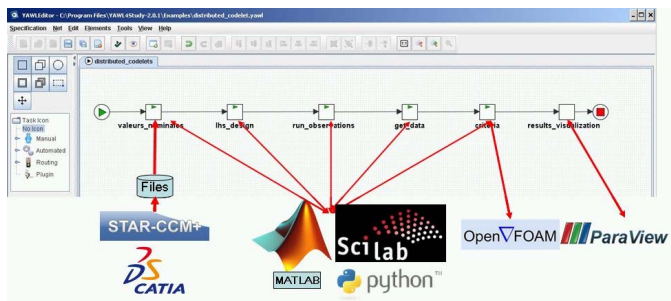 YAWLEditor - C:\Program Files\YAWL4Study-2.0.1\Examples\distributed_codelet.yawl
Specification Net Edit Elements Tools View Help
distributed_codelets
Task Icon
No Icon
Manual
Automated
Routing
Plugin
valeurs_nominales lhs_design run_observations get_data criteria results_visualization
Files
STAR-CCM+
CATIA
MATLAB
Scilab
python™
OpenFOAM
ParaView